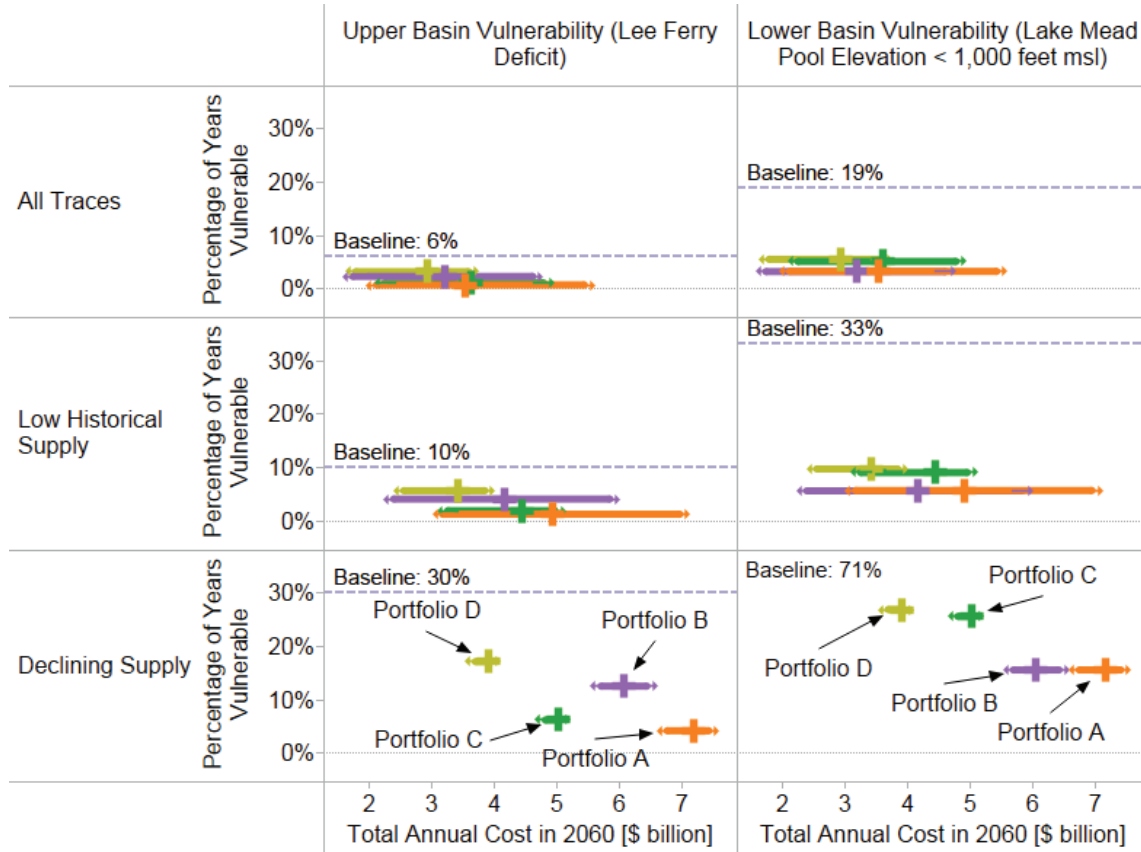 Upper Basin Vulnerability (Lee Ferry
Deficit)
Lower Basin Vulnerability (Lake Mead
Pool Elevation < 1,000 feet msl)
All Traces
Percentage of Years
Vulnerable
30%
20%
10%
0%
Baseline: 6%
Baseline: 19%
Low Historical
Supply
Percentage of Years
Vulnerable
30%
20%
10%
0%
Baseline: 10%
Baseline: 33%
Declining Supply
Percentage of Years
Vulnerable
30%
20%
10%
0%
Baseline: 30%
Portfolio D
Portfolio B
Portfolio C
Portfolio A
Baseline: 71%
Portfolio C
Portfolio D
Portfolio B
Portfolio A
2 3 4 5 6 7
Total Annual Cost in 2060 [$ billion]
2 3 4 5 6 7
Total Annual Cost in 2060 [$ billion]